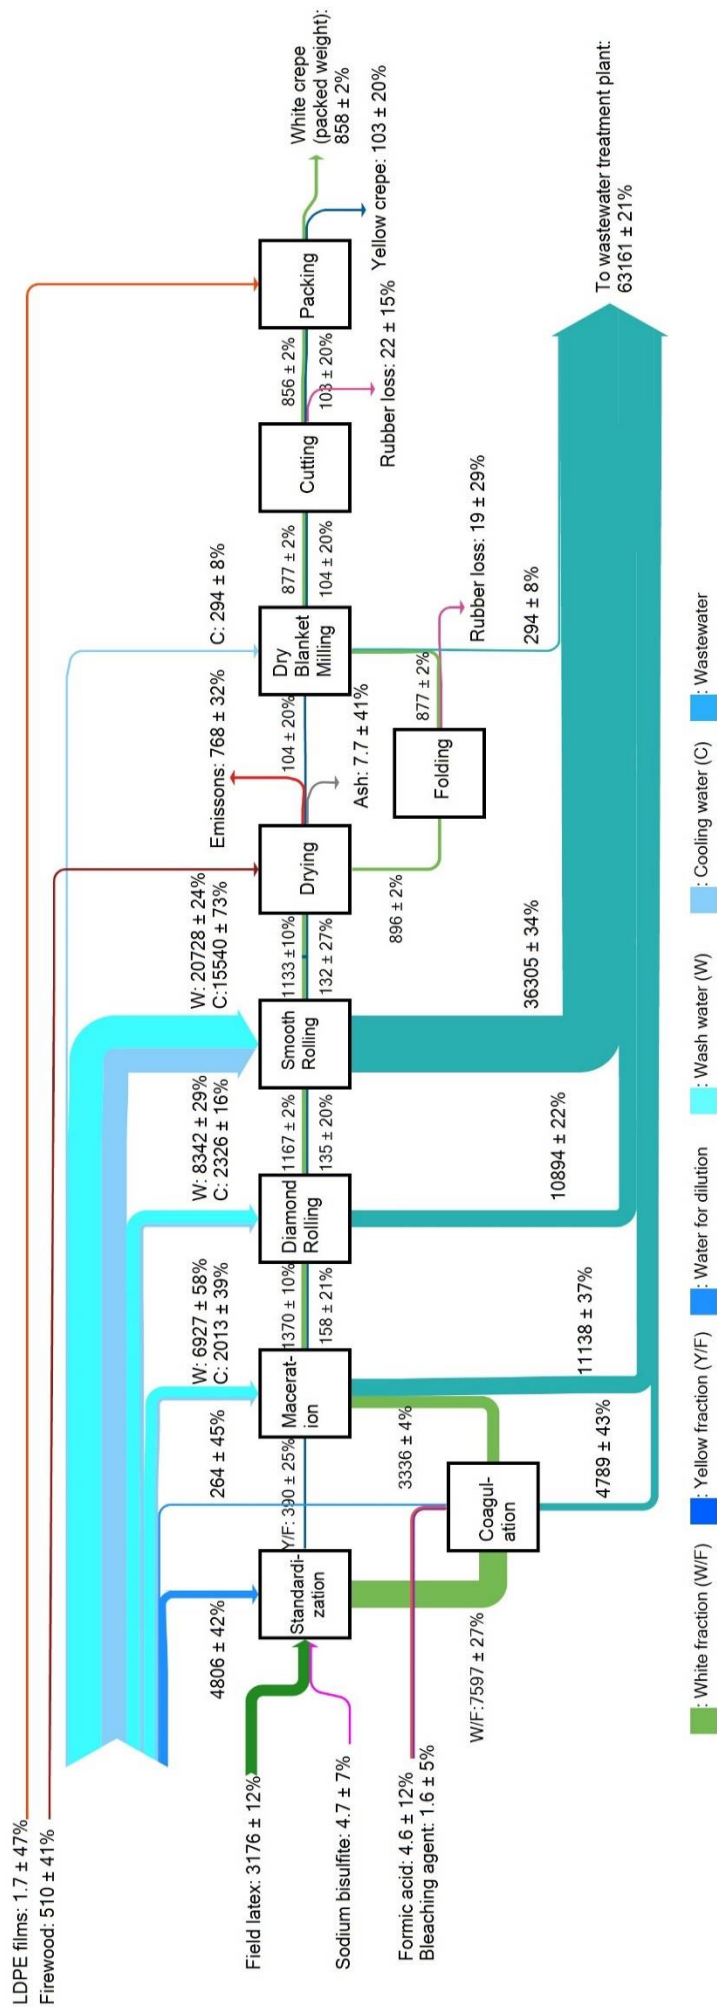 LDPE films: 1.7 ± 47%
Firewood: 510 ± 41%
Field latex: 3176 ± 12%
Sodium bisulfite: 4.7 ± 7%
Formic acid: 4.6 ± 12%
Bleaching agent: 1.6 ± 5%
4806 ± 42%
Standardi-
zation
W/F:7597 ± 27%
Y/F: 390 ± 25%
264 ± 45%
Coagul-
ation
3336 ± 4%
4789 ± 43%
W: 6927 ± 58%
C: 2013 ± 39%
Macerat-
ion
11138 ± 37%
1370 ± 10%
158 ± 21%
W: 8342 ± 29%
C: 2326 ± 16%
Diamond
Rolling
10894 ± 22%
1167 ± 2%
135 ± 20%
W: 20728 ± 24%
C:15540 ± 73%
Smooth
Rolling
36305 ± 34%
1133 ±10%
132 ± 27%
Drying
896 ± 2%
Emissons: 768 ± 32%
Ash: 7.7 ± 41%
104 ± 20%
Folding
877 ± 2%
Rubber loss: 19 ± 29%
C: 294 ± 8%
Dry
Blanket
Milling
294 ± 8%
877 ± 2%
104 ± 20%
Cutting
Rubber loss: 22 ± 15%
856 ± 2%
103 ± 20%
Packing
White crepe
(packed weight):
858 ± 2%
Yellow crepe: 103 ± 20%
To wastewater treatment plant:
63161 ± 21%
: White fraction (W/F)
: Yellow fraction (Y/F)
: Water for dilution
: Wash water (W)
: Cooling water (C)
: Wastewater